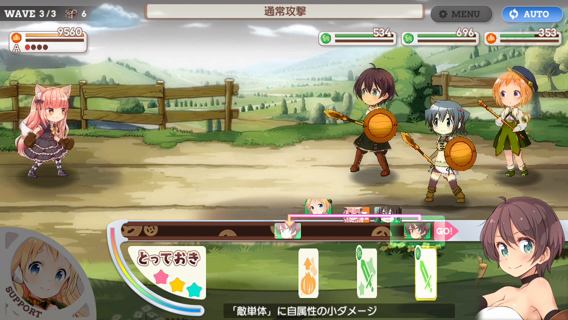 WAVE 3/3 6
通常攻撃
MENU
AUTO
9560
A
534
696
353
GO!
とっておき
SUPPORT
「敵単体」に自属性の小ダメージ